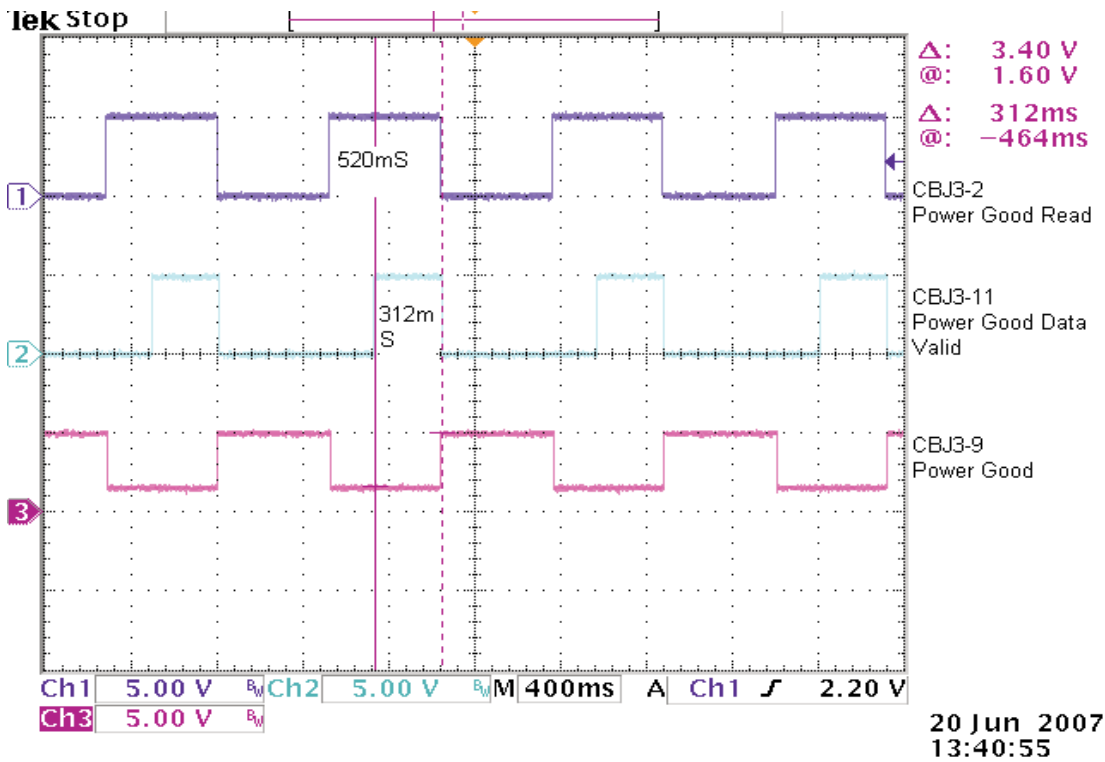 Tek Stop
Δ: 3.40 V
@: 1.60 V
Δ: 312ms
@: −464ms
520mS
1
CBJ3-2
Power Good Read
312m
S
2
CBJ3-11
Power Good Data
Valid
3
CBJ3-9
Power Good
Ch1 5.00 V BW Ch2 5.00 V BW M 400ms A Ch1 ƒ 2.20 V
Ch3 5.00 V BW
20 Jun 2007
13:40:55